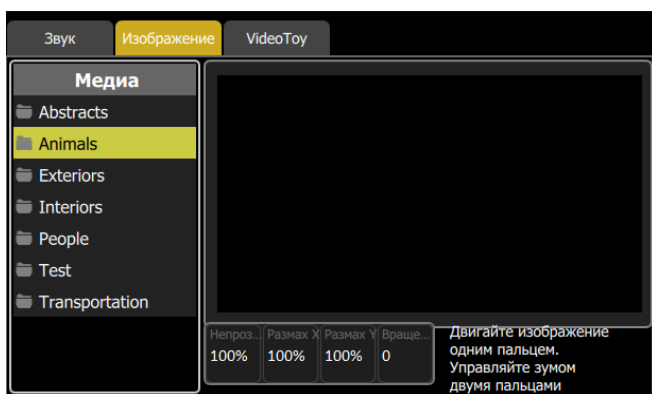 Звук Изображение VideoToy
Медиа
Abstracts
Animals
Exteriors
Interiors
People
Test
Transportation
Непроз... Размах X Размах Y Враще...
100% 100% 100% 0
Двигайте изображение
одним пальцем.
Управляйте зумом
двумя пальцами